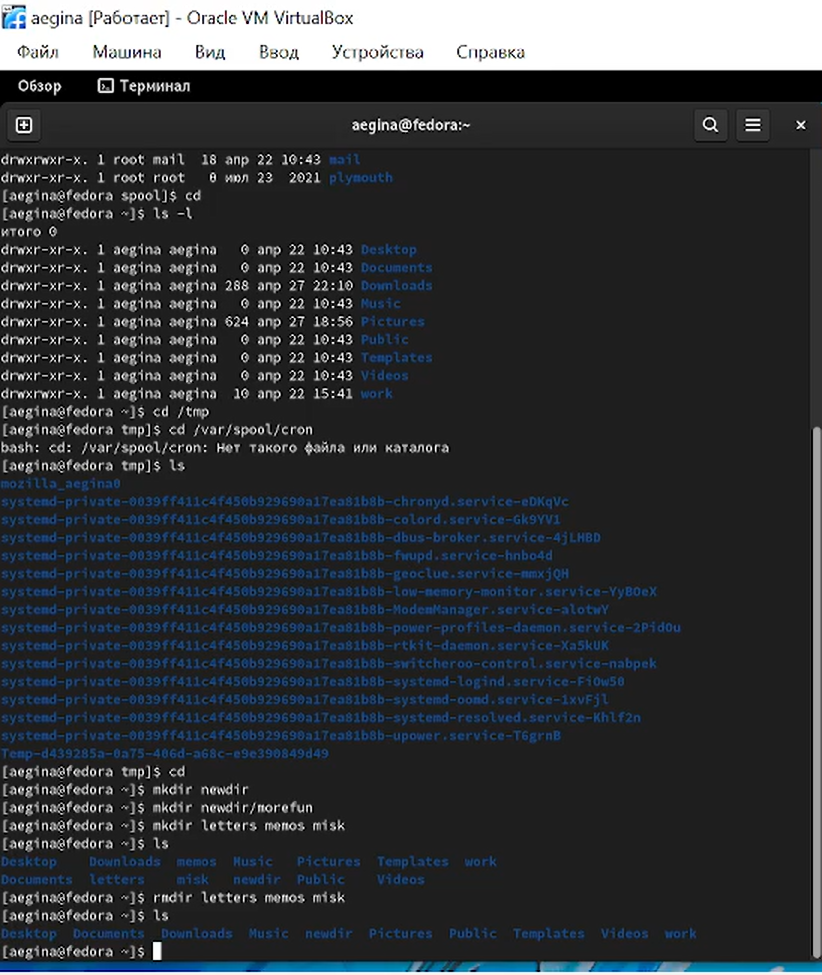 aegina [Работает] - Oracle VM VirtualBox
Файл Машина Вид Ввод Устройства Справка
Обзор Терминал
aegina@fedora:~
drwxrwxr-x. 1 root mail 18 апр 22 10:43 mail
drwxr-xr-x. 1 root root 0 июл 23 2021 plymouth
[aegina@fedora spool]$ cd
[aegina@fedora ~]$ ls -l
итого 0
drwxr-xr-x. 1 aegina aegina 0 апр 22 10:43 Desktop
drwxr-xr-x. 1 aegina aegina 0 апр 22 10:43 Documents
drwxr-xr-x. 1 aegina aegina 288 апр 27 22:10 Downloads
drwxr-xr-x. 1 aegina aegina 0 апр 22 10:43 Music
drwxr-xr-x. 1 aegina aegina 624 апр 27 18:56 Pictures
drwxr-xr-x. 1 aegina aegina 0 апр 22 10:43 Public
drwxr-xr-x. 1 aegina aegina 0 апр 22 10:43 Templates
drwxr-xr-x. 1 aegina aegina 0 апр 22 10:43 Videos
drwxrwxr-x. 1 aegina aegina 10 апр 22 15:41 work
[aegina@fedora ~]$ cd /tmp
[aegina@fedora tmp]$ cd /var/spool/cron
bash: cd: /var/spool/cron: Нет такого файла или каталога
[aegina@fedora tmp]$ ls
mozilla_aegina0
systemd-private-0039ff411c4f450b929690a17ea81b8b-chronyd.service-eDKqVc
systemd-private-0039ff411c4f450b929690a17ea81b8b-colord.service-Gk9YV1
systemd-private-0039ff411c4f450b929690a17ea81b8b-dbus-broker.service-4jLHBD
systemd-private-0039ff411c4f450b929690a17ea81b8b-fwupd.service-hnbo4d
systemd-private-0039ff411c4f450b929690a17ea81b8b-geoclue.service-mmxjQH
systemd-private-0039ff411c4f450b929690a17ea81b8b-low-memory-monitor.service-YyBOeX
systemd-private-0039ff411c4f450b929690a17ea81b8b-ModemManager.service-alotwY
systemd-private-0039ff411c4f450b929690a17ea81b8b-power-profiles-daemon.service-2PidOu
systemd-private-0039ff411c4f450b929690a17ea81b8b-rtkit-daemon.service-Xa5kUK
systemd-private-0039ff411c4f450b929690a17ea81b8b-switcheroo-control.service-nabpek
systemd-private-0039ff411c4f450b929690a17ea81b8b-systemd-logind.service-FiOw50
systemd-private-0039ff411c4f450b929690a17ea81b8b-systemd-oomd.service-1xvFjl
systemd-private-0039ff411c4f450b929690a17ea81b8b-systemd-resolved.service-Khlf2n
systemd-private-0039ff411c4f450b929690a17ea81b8b-upower.service-T6grnB
Temp-d439285a-0a75-406d-a68c-e9e390849d49
[aegina@fedora tmp]$ cd
[aegina@fedora ~]$ mkdir newdir
[aegina@fedora ~]$ mkdir newdir/morefun
[aegina@fedora ~]$ mkdir letters memos misk
[aegina@fedora ~]$ ls
Desktop Downloads memos Music Pictures Templates work
Documents letters misk newdir Public Videos
[aegina@fedora ~]$ rmdir letters memos misk
[aegina@fedora ~]$ ls
Desktop Documents Downloads Music newdir Pictures Public Templates Videos work
[aegina@fedora ~]$